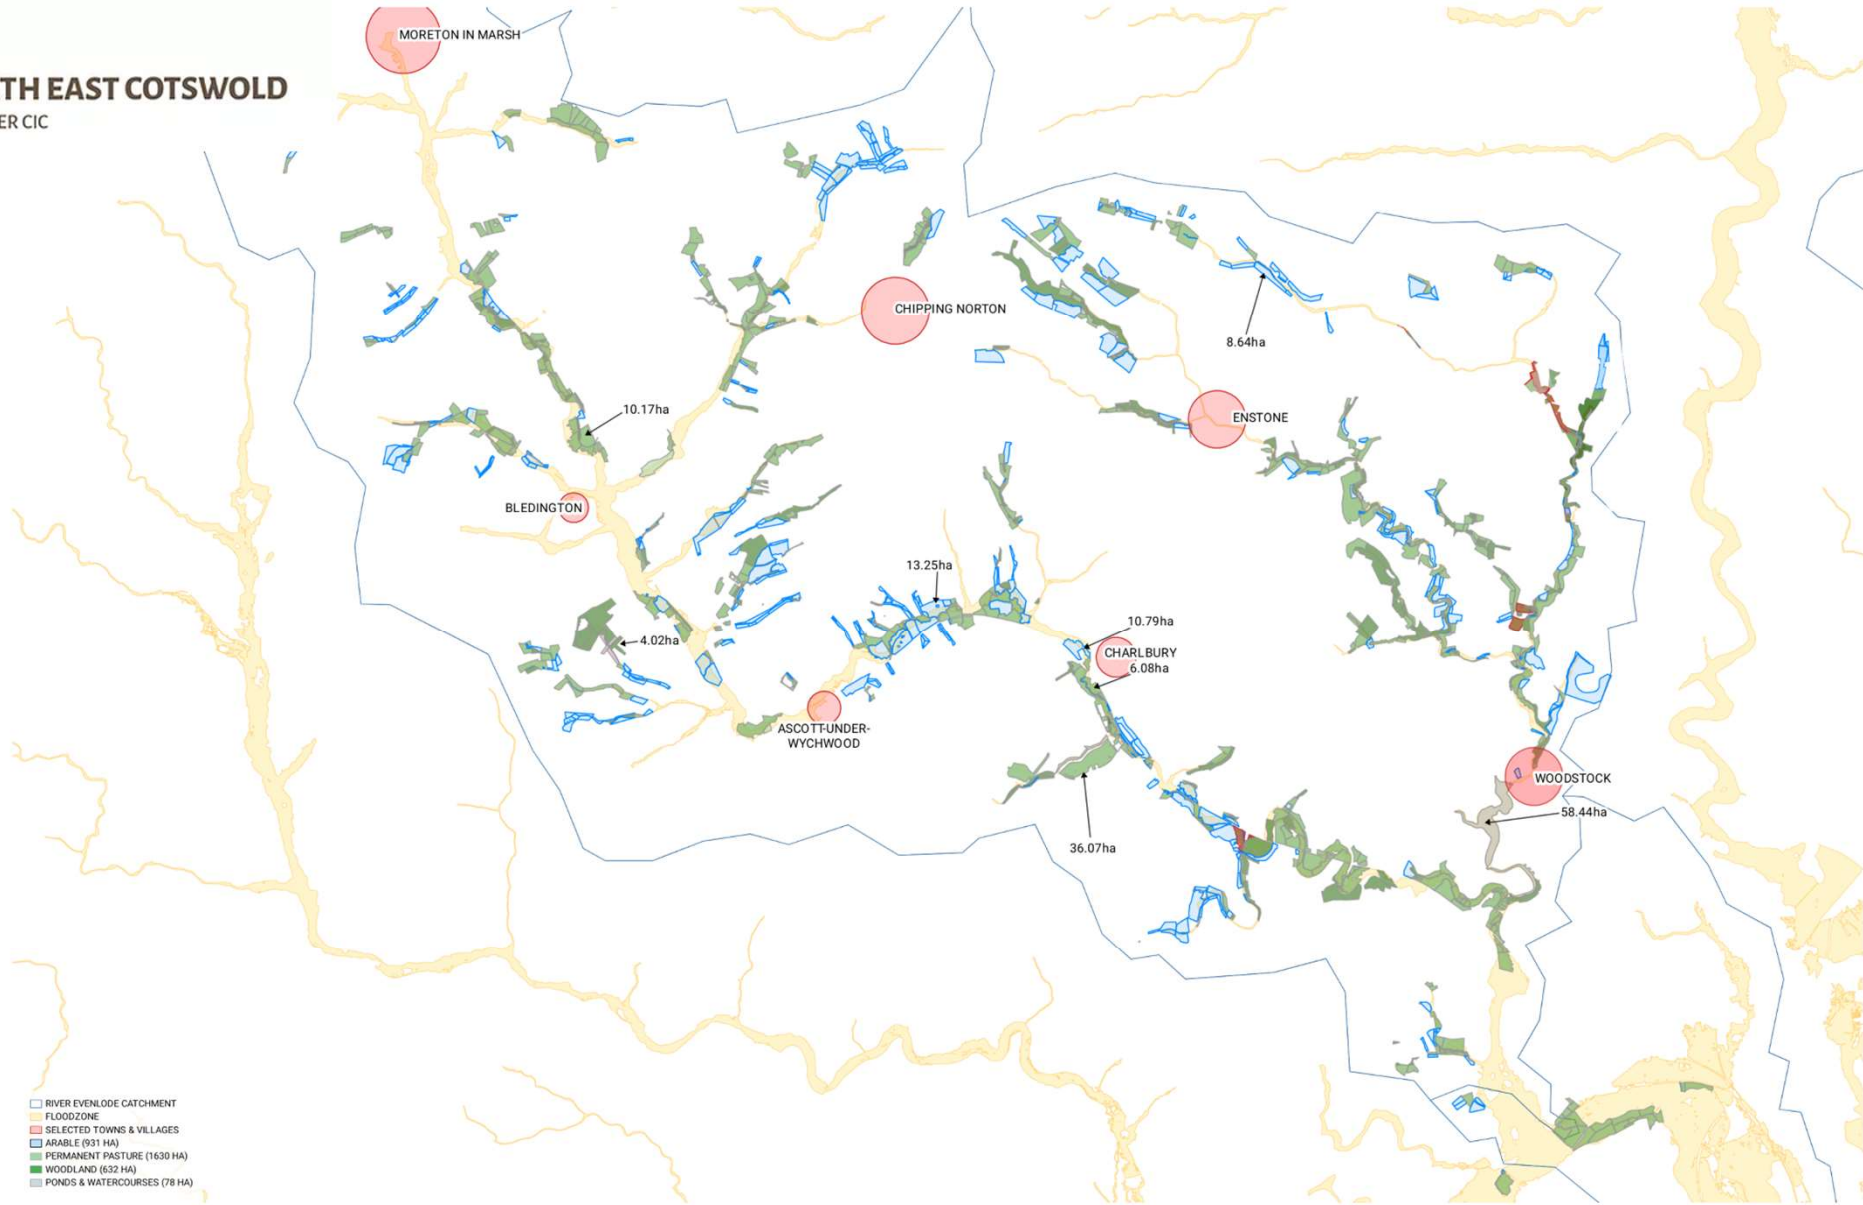 TH EAST COTSWOLD
ER CIC
MORETON IN MARSH
CHIPPING NORTON
8.64ha
10.17ha
ENSTONE
BLEDINGTON
13.25ha
10.79ha
4.02ha
CHARLBURY
6.08ha
ASCOTT-UNDER-
WYCHWOOD
WOODSTOCK
58.44ha
36.07ha
RIVER EVENLODE CATCHMENT
FLOODZONE
SELECTED TOWNS & VILLAGES
ARABLE (931 HA)
PERMANENT PASTURE (1630 HA)
WOODLAND (632 HA)
PONDS & WATERCOURSES (78 HA)